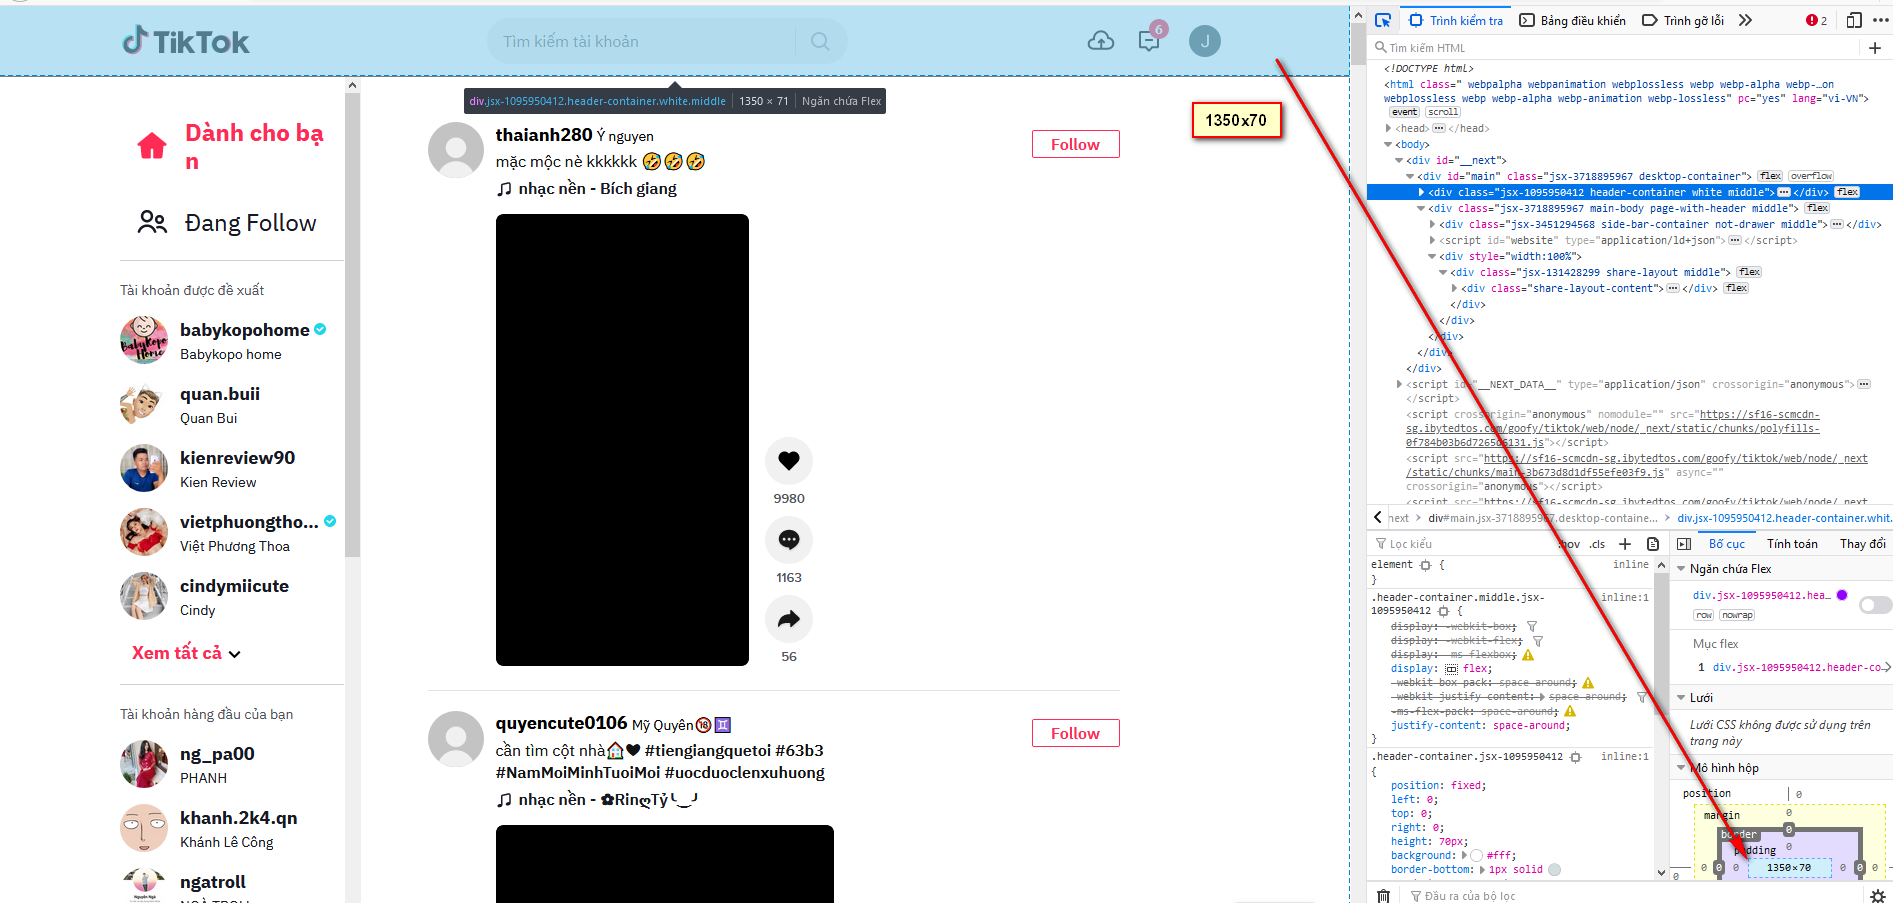 TikTok
Tìm kiếm tài khoản
6
J
div.jsx-1095950412.header-container.white.middle
1350 × 71
Ngăn chứa Flex
1350x70
Dành cho bạ
n
Đang Follow
Tài khoản được đề xuất
babykopohome
Babykopo home
quan.buii
Quan Bui
kienreview90
Kien Review
vietphuongtho...
Việt Phương Thoa
cindymiicute
Cindy
Xem tất cả
Tài khoản hàng đầu của bạn
ng_pa00
PHANH
khanh.2k4.qn
Khánh Lê Công
ngatroll
thaianh280 Ý nguyen
mặc mộc nè kkkkkk 🤣🤣🤣
♫ nhạc nền - Bích giang
Follow
9980
1163
56
quyencute0106 Mỹ Quyên🔞♊
cần tìm cột nhà🏠🖤 #tiengiangquetoi #63b3
#NamMoiMinhTuoiMoi #uocduoclenxuhuong
♫ nhạc nền - ✿RinღTỷ╰‿╯
Follow
Trình kiểm tra
Bảng điều khiển
Trình gỡ lỗi
2
Tìm kiếm HTML
<!DOCTYPE html>
<html class=" webpalpha webpanimation webplossless webp webp-alpha webp-…on
webplossless webp webp-alpha webp-animation webp-lossless" pc="yes" lang="vi-VN">
event scroll
<head>…</head>
<body>
<div id="__next">
<div id="main" class="jsx-3718895967 desktop-container"> flex overflow
<div class="jsx-1095950412 header-container white middle">…</div> flex
<div class="jsx-3718895967 main-body page-with-header middle"> flex
<div class="jsx-3451294568 side-bar-container not-drawer middle">…</div>
<script id="website" type="application/ld+json">…</script>
<div style="width:100%">
<div class="jsx-131428299 share-layout middle"> flex
<div class="share-layout-content">…</div> flex
</div>
</div>
</div>
</div>
</div>
<script id="__NEXT_DATA__" type="application/json" crossorigin="anonymous">…
</script>
<script crossorigin="anonymous" nomodule="" src="https://sf16-scmcdn-
sg.ibytedtos.com/goofy/tiktok/web/node/_next/static/chunks/polyfills-
0f784b03b6d7265d6131.js"></script>
<script src="https://sf16-scmcdn-sg.ibytedtos.com/goofy/tiktok/web/node/_next
/static/chunks/main-3b673d8d1df55efe03f9.js" async=""
crossorigin="anonymous"></script>
<script src="https://sf16-scmcdn-sg.ibytedtos.com/goofy/tiktok/web/node/_next
next
div#main.jsx-3718895967.desktop-containe…
div.jsx-1095950412.header-container.whit…
Lọc kiểu
:hov .cls +
element { inline
}
.header-container.middle.jsx- inline:1
1095950412 {
display: -webkit-box;
display: -webkit-flex;
display: -ms-flexbox;
display: flex;
-webkit-box-pack: space-around;
-webkit-justify-content: space-around;
-ms-flex-pack: space-around;
justify-content: space-around;
}
.header-container.jsx-1095950412 inline:1
{
position: fixed;
left: 0;
top: 0;
right: 0;
height: 70px;
background: #fff;
border-bottom: 1px solid
Bố cục
Tính toán
Thay đổi
Ngăn chứa Flex
div.jsx-1095950412.hea…
row nowrap
Mục flex
1 div.jsx-1095950412.header-co…
Lưới
Lưới CSS không được sử dụng trên
trang này
Mô hình hộp
position 0
margin 0
border 0
padding 0
0 0 0 1350×70 0 0 0
0
Đầu ra của bộ lọc